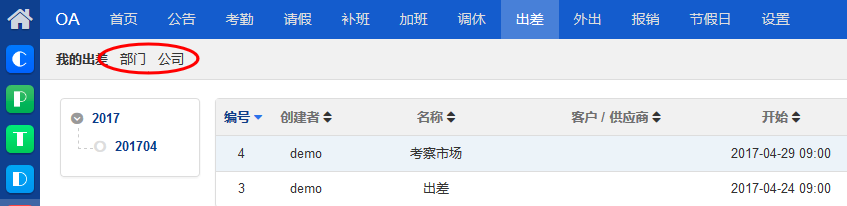 OA 首页 公告 考勤 请假 补班 加班 调休 出差 外出 报销 节假日 设置
C
P
T
D
我的出差 部门 公司
2017
201704
编号 创建者 名称 客户 / 供应商 开始
4 demo 考察市场 2017-04-29 09:00
3 demo 出差 2017-04-24 09:00